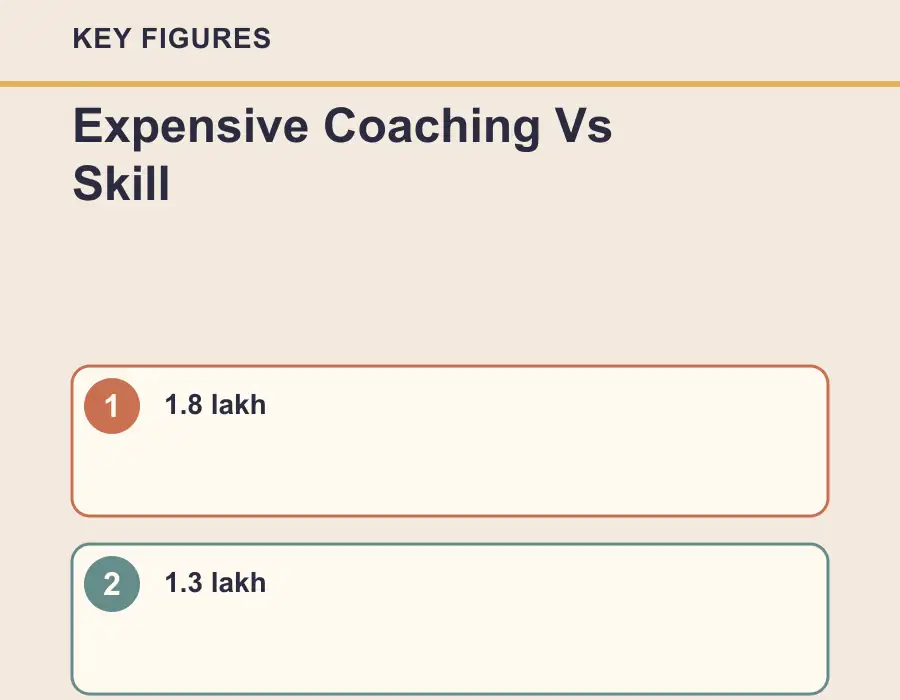 KEY FIGURES
Expensive Coaching Vs
Skill
1
1.8 lakh
2
1.3 lakh